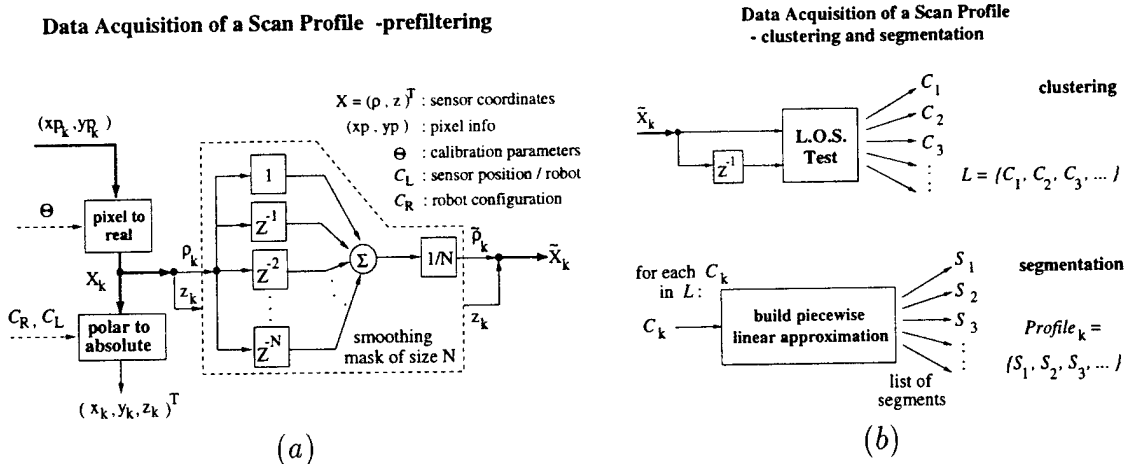 Data Acquisition of a Scan Profile -prefiltering
X = (ρ , z)^T : sensor coordinates
(xp , yp) : pixel info
Θ : calibration parameters
C_L : sensor position / robot
C_R : robot configuration
(xp_k , yp_k)
Θ
pixel to
real
X_k
C_R , C_L
polar to
absolute
(x_k , y_k , z_k)^T
ρ_k
z_k
1
Z^-1
Z^-2
Z^-N
Σ
1/N
ρ̃_k
X̃_k
z_k
smoothing
mask of size N
(a)
Data Acquisition of a Scan Profile
- clustering and segmentation
X̃_k
Z^-1
L.O.S.
Test
C_1
C_2
C_3
clustering
L = {C_1, C_2, C_3, ... }
for each C_k
in L :
C_k
build piecewise
linear approximation
S_1
S_2
S_3
segmentation
Profile_k =
{S_1, S_2, S_3, ... }
list of
segments
(b)